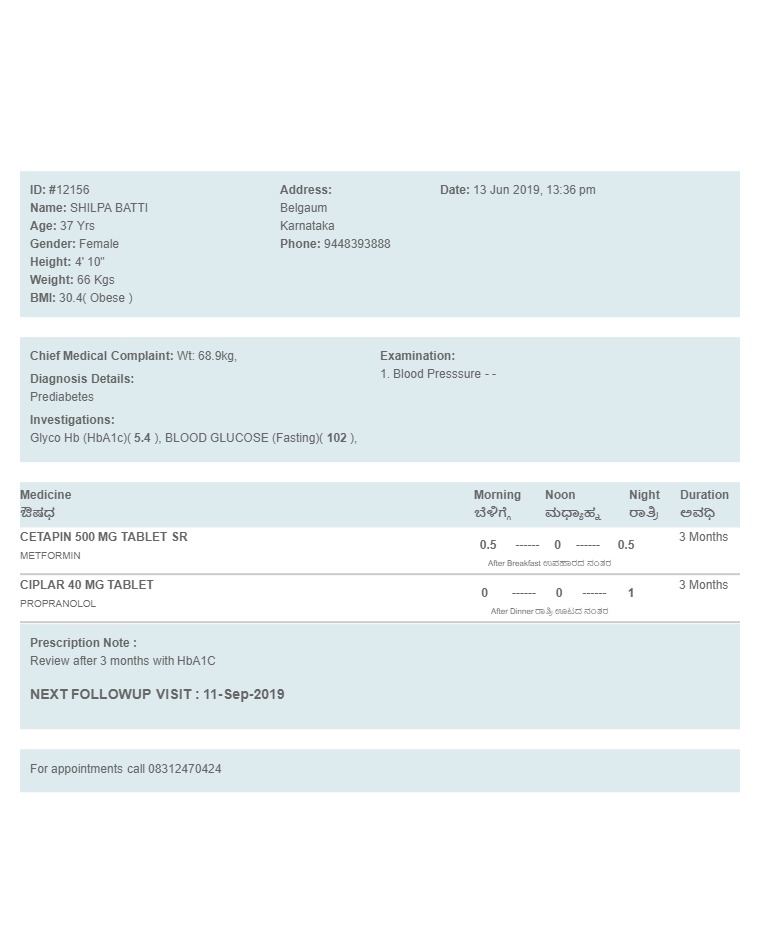 ID: #12156
Name: SHILPA BATTI
Age: 37 Yrs
Gender: Female
Height: 4' 10"
Weight: 66 Kgs
BMI: 30.4( Obese )
Address:
Belgaum
Karnataka
Phone: 9448393888
Date: 13 Jun 2019, 13:36 pm
Chief Medical Complaint: Wt: 68.9kg,
Diagnosis Details:
Prediabetes
Investigations:
Glyco Hb (HbA1c)( 5.4 ), BLOOD GLUCOSE (Fasting)( 102 ),
Examination:
1. Blood Presssure - -
Medicine Morning Noon Night Duration
ಔಷಧ ಬೆಳಿಗ್ಗೆ ಮಧ್ಯಾಹ್ನ ರಾತ್ರಿ ಅವಧಿ
CETAPIN 500 MG TABLET SR 0.5 ------ 0 ------ 0.5 3 Months
METFORMIN After Breakfast ಉಪಹಾರದ ನಂತರ
CIPLAR 40 MG TABLET 0 ------ 0 ------ 1 3 Months
PROPRANOLOL After Dinner ರಾತ್ರಿ ಊಟದ ನಂತರ
Prescription Note :
Review after 3 months with HbA1C
NEXT FOLLOWUP VISIT : 11-Sep-2019
For appointments call 08312470424